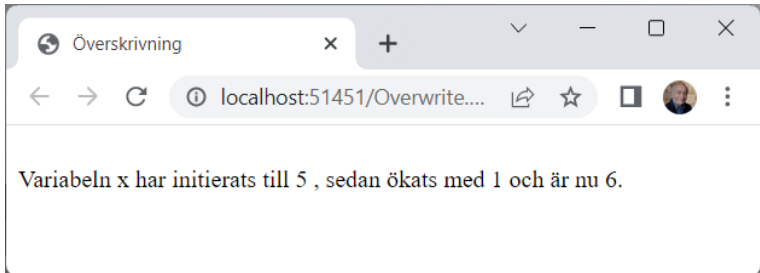 Överskrivning
localhost:51451/Overwrite....
Variabeln x har initierats till 5 , sedan ökats med 1 och är nu 6.